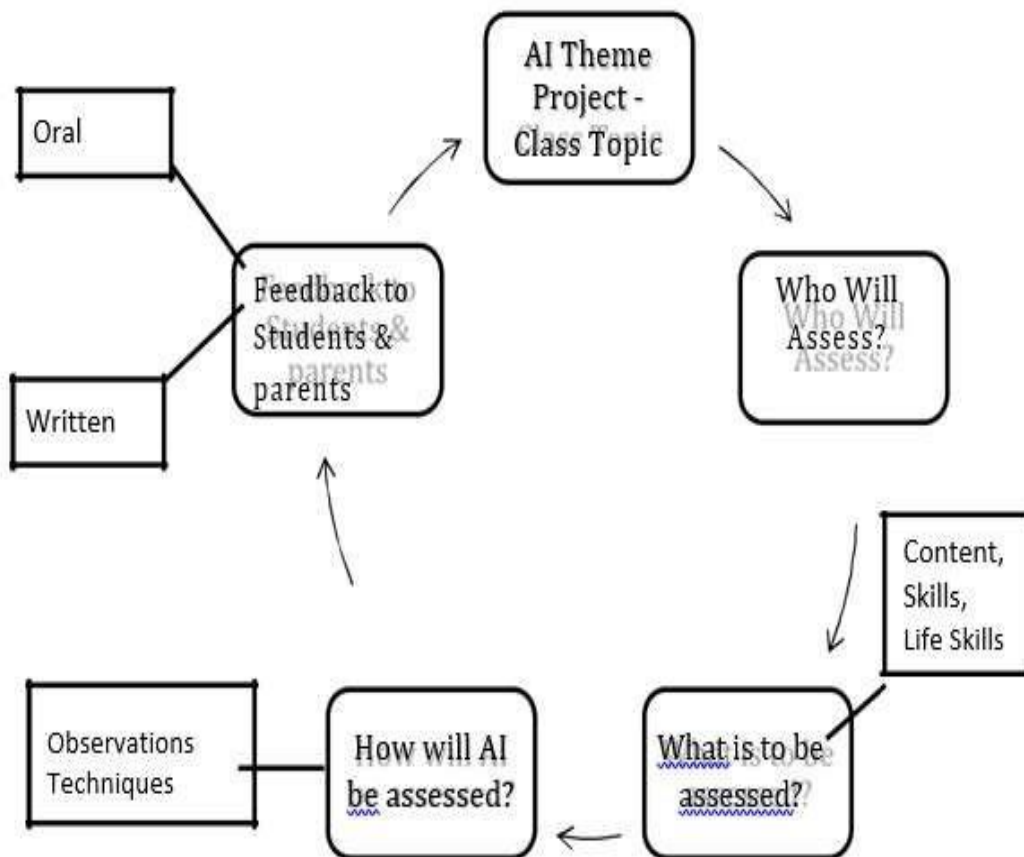 AI Theme
Project -
Class Topic
Oral
Feedback to
Students &
parents
Who Will
Assess?
Written
Content,
Skills,
Life Skills
Observations
Techniques
How will AI
be assessed?
What is to be
assessed?